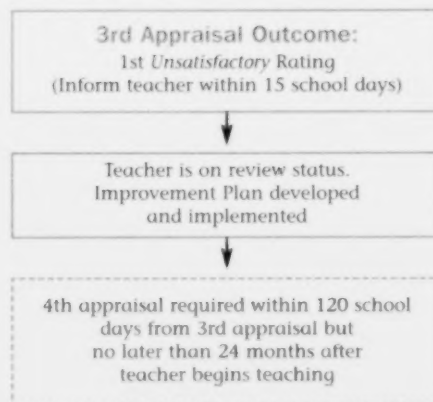 3rd Appraisal Outcome:
1st Unsatisfactory Rating
(Inform teacher within 15 school days)
Teacher is on review status.
Improvement Plan developed
and implemented
4th appraisal required within 120 school
days from 3rd appraisal but
no later than 24 months after
teacher begins teaching